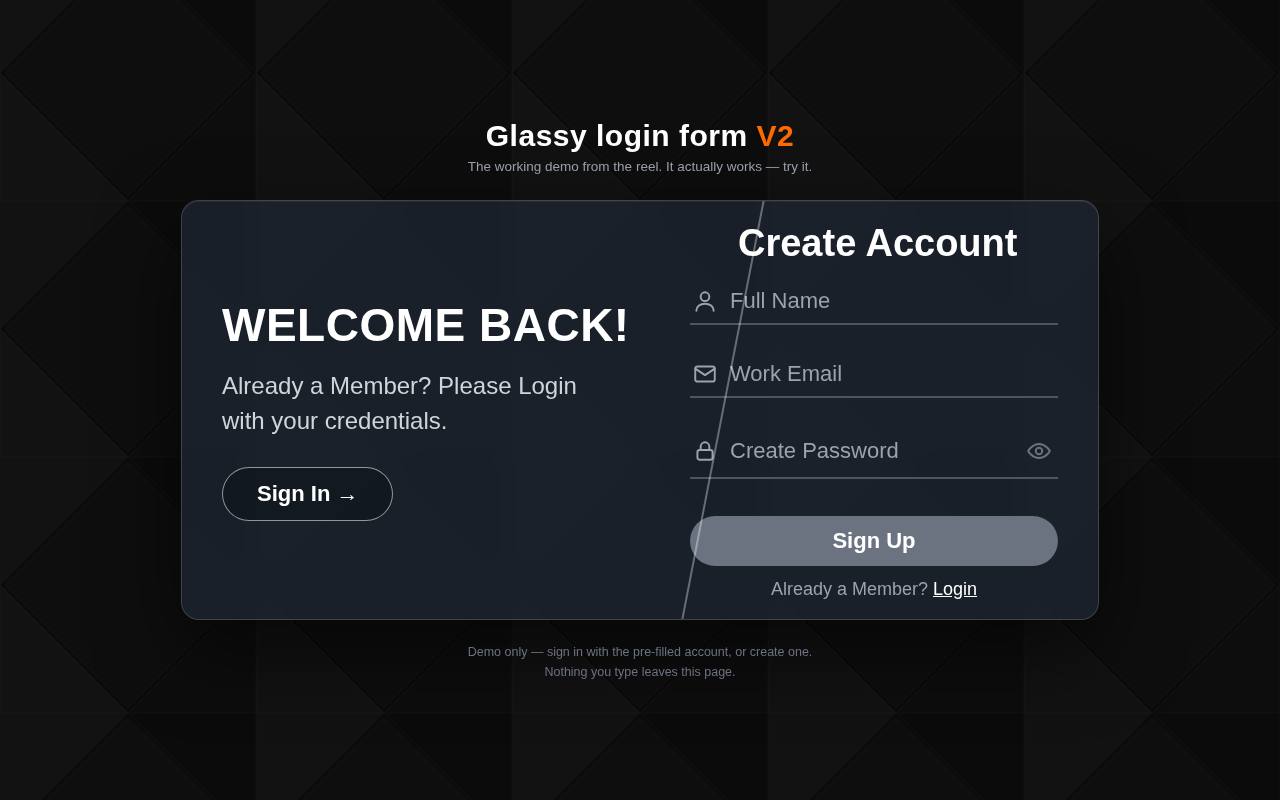 Glassy login form V2
The working demo from the reel. It actually works — try it.
WELCOME BACK!
Already a Member? Please Login
with your credentials.
Sign In →
Create Account
Full Name
Work Email
Create Password
Sign Up
Already a Member? Login
Demo only — sign in with the pre-filled account, or create one.
Nothing you type leaves this page.